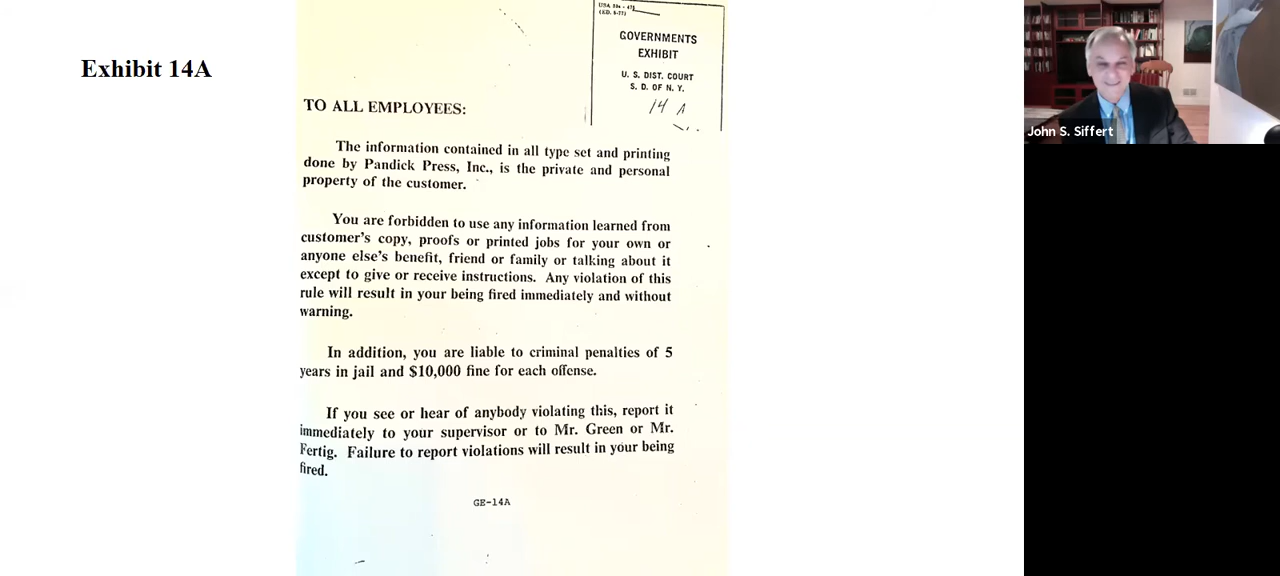 Exhibit 14A
USA 33s - 475
(ED. 5-77)
GOVERNMENTS
EXHIBIT
U. S. DIST. COURT
S. D. OF N. Y.
14 A
TO ALL EMPLOYEES:
The information contained in all type set and printing
done by Pandick Press, Inc., is the private and personal
property of the customer.
You are forbidden to use any information learned from
customer's copy, proofs or printed jobs for your own or
anyone else's benefit, friend or family or talking about it
except to give or receive instructions. Any violation of this
rule will result in your being fired immediately and without
warning.
In addition, you are liable to criminal penalties of 5
years in jail and $10,000 fine for each offense.
If you see or hear of anybody violating this, report it
immediately to your supervisor or to Mr. Green or Mr.
Fertig. Failure to report violations will result in your being
fired.
GE-14A
John S. Siffert